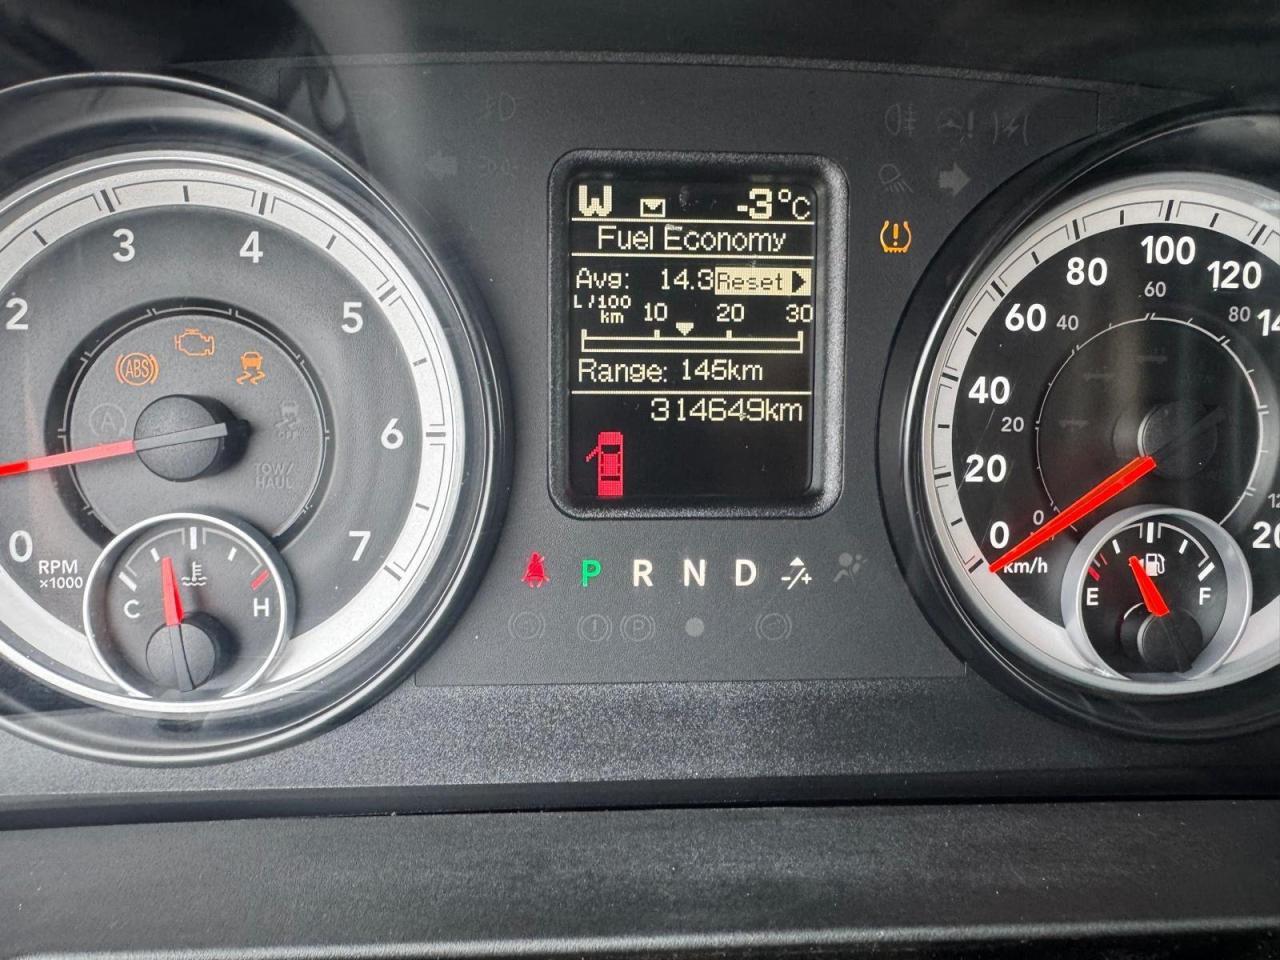 W -3°C
Fuel Economy
Avg: 14.3 Reset
L/100 km 10 20 30
Range: 145km
314649km
P R N D -/+
0 2 3 4 5 6 7
RPM ×1000
ABS
A
OFF
TOW/ HAUL
C H
0 20 40 60 80 100 120
0 20 40 60 80
km/h
E F
P